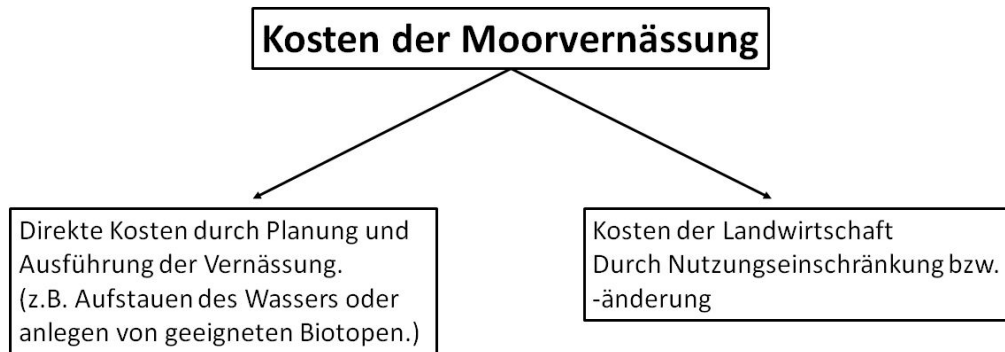 Kosten der Moorvernässung
Direkte Kosten durch Planung und
Ausführung der Vernässung.
(z.B. Aufstauen des Wassers oder
anlegen von geeigneten Biotopen.)
Kosten der Landwirtschaft
Durch Nutzungseinschränkung bzw.
-änderung